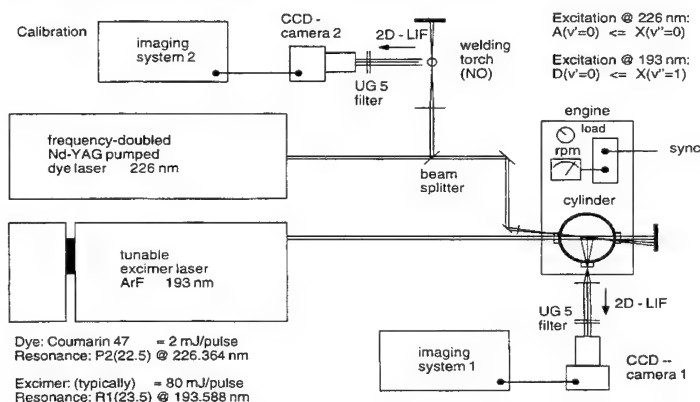 Calibration
imaging
system 2
CCD -
camera 2
2D-LIF
UG 5
filter
welding
torch
(NO)
Excitation @ 226 nm:
A(v'=0) <= X(v"=0)
Excitation @ 193 nm:
D(v'=0) <= X(v"=1)
engine
load
rpm
sync
cylinder
frequency-doubled
Nd-YAG pumped
dye laser 226 nm
beam
splitter
tunable
excimer laser
ArF 193 nm
2D - LIF
UG 5
filter
CCD --
camera 1
imaging
system 1
Dye: Coumarin 47 = 2 mJ/pulse
Resonance: P2(22.5) @ 226.364 nm
Excimer: (typically) = 80 mJ/pulse
Resonance: R1(23.5) @ 193.588 nm